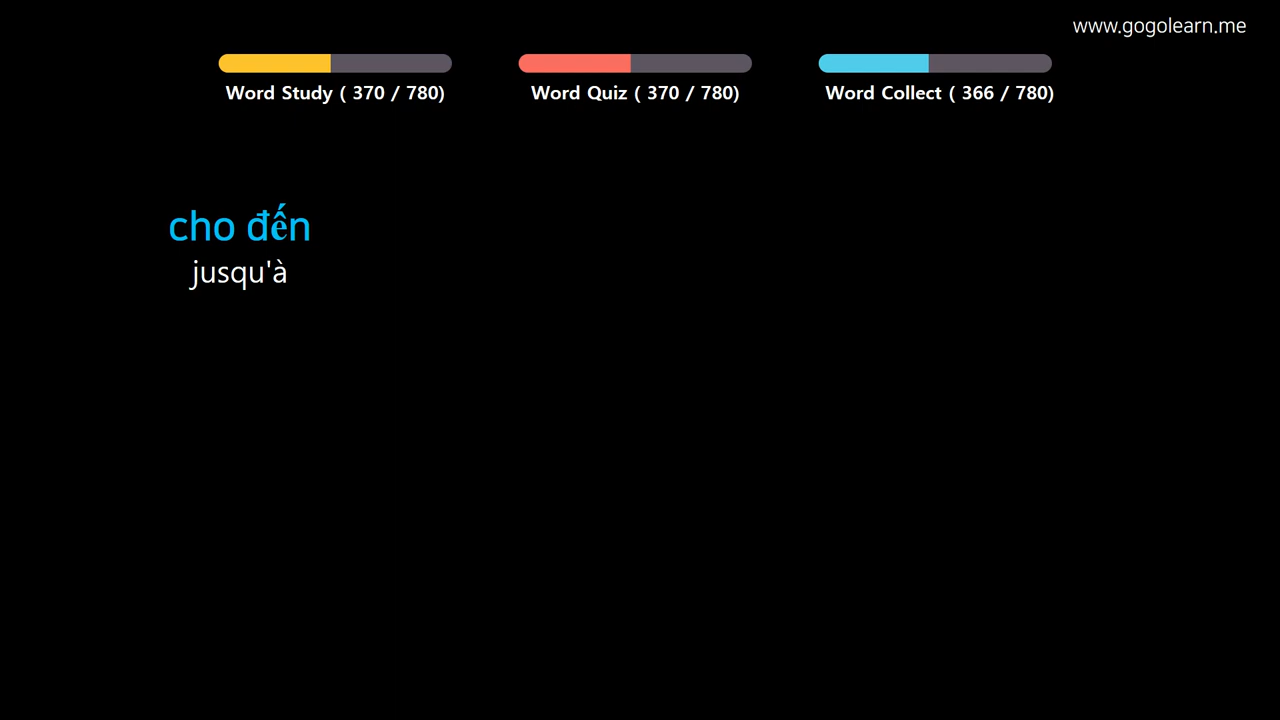 www.gogolearn.me
Word Study ( 370 / 780)
Word Quiz ( 370 / 780)
Word Collect ( 366 / 780)
cho đến
jusqu'à